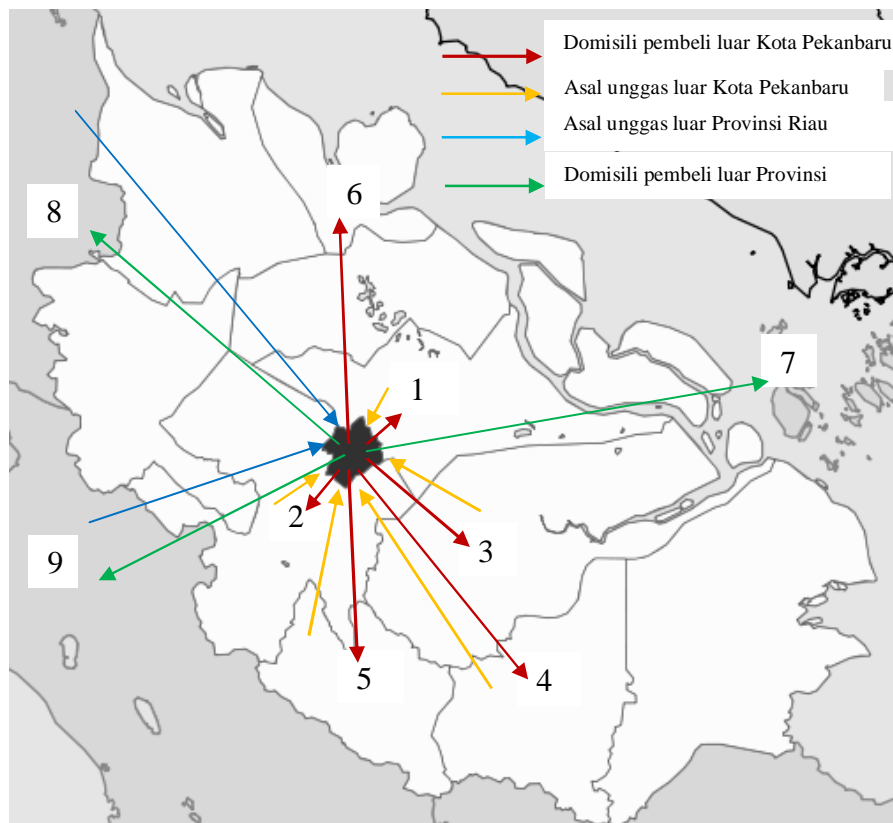 Domisili pembeli luar Kota Pekanbaru
Asal unggas luar Kota Pekanbaru
Asal unggas luar Provinsi Riau
Domisili pembeli luar Provinsi
6
8
7
1
2
3
9
5
4